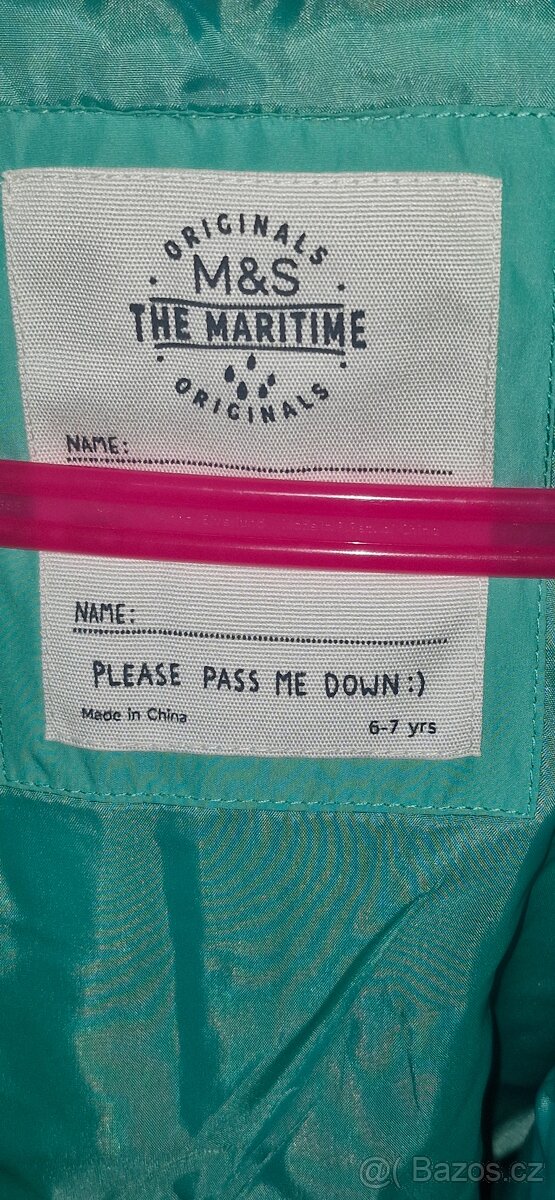 ORIGINALS
M&S
THE MARITIME
ORIGINALS
NAME:
NAME:
PLEASE PASS ME DOWN:)
Made in China
6-7 yrs
@( Bazos.cz